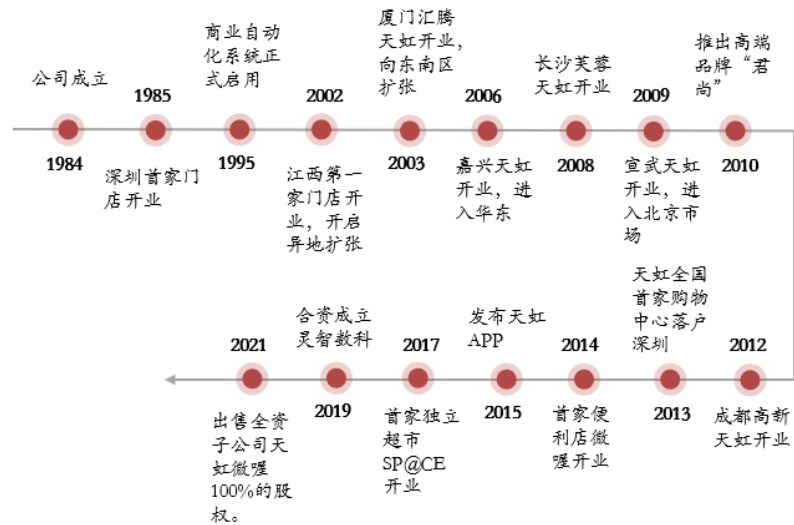 公司成立
1984
1985
深圳首家门
店开业
商业自动
化系统正
式启用
1995
2002
江西第一
家门店开
业，开启
异地扩张
厦门汇腾
天虹开业，
向东南区
扩张
2003
2006
嘉兴天虹
开业，进
入华东
长沙芙蓉
天虹开业
2008
2009
宣武天虹
开业，进
入北京市
场
推出高端
品牌“君
尚”
2010
2012
成都高新
天虹开业
天虹全国
首家购物
中心落户
深圳
2013
2014
首家便
利店微
喔开业
发布天虹
APP
2015
2017
首家独立
超市
SP@CE
开业
合资成立
灵智数科
2019
2021
出售全资
子公司天
虹微喔
100%的股
权。